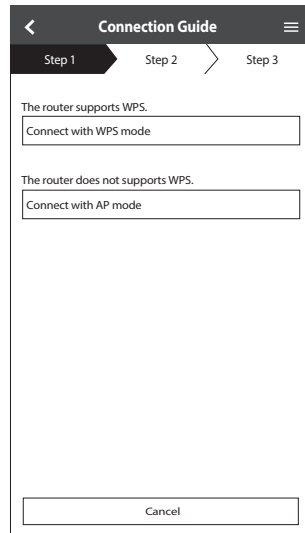 Connection Guide
Step 1
Step 2
Step 3
The router supports WPS.
Connect with WPS mode
The router does not supports WPS.
Connect with AP mode
Cancel